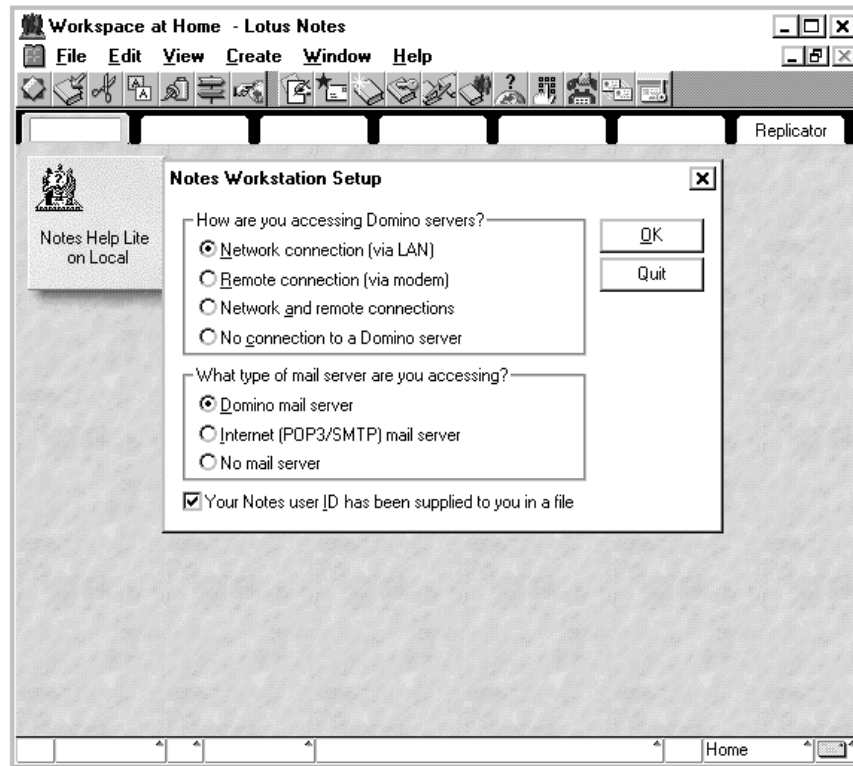 Workspace at Home - Lotus Notes
File Edit View Create Window Help
Replicator
Notes Help Lite
on Local
Notes Workstation Setup
How are you accessing Domino servers?
Network connection (via LAN)
Remote connection (via modem)
Network and remote connections
No connection to a Domino server
OK
Quit
What type of mail server are you accessing?
Domino mail server
Internet (POP3/SMTP) mail server
No mail server
Your Notes user ID has been supplied to you in a file
Home